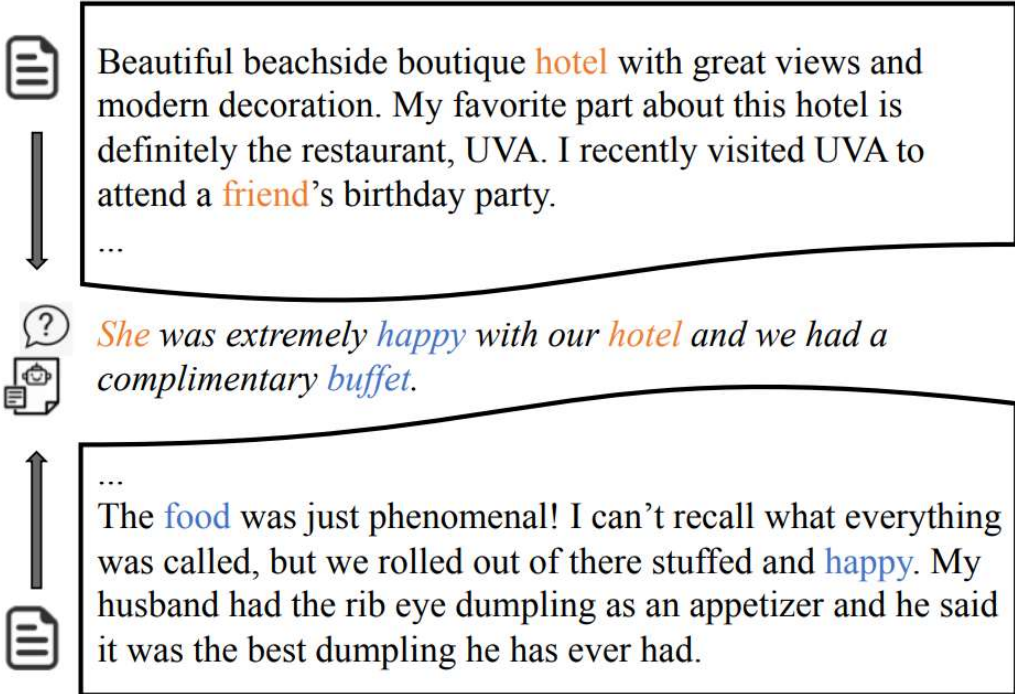 Beautiful beachside boutique hotel with great views and
modern decoration. My favorite part about this hotel is
definitely the restaurant, UVA. I recently visited UVA to
attend a friend’s birthday party.
...
?
She was extremely happy with our hotel and we had a
complimentary buffet.
...
The food was just phenomenal! I can’t recall what everything
was called, but we rolled out of there stuffed and happy. My
husband had the rib eye dumpling as an appetizer and he said
it was the best dumpling he has ever had.